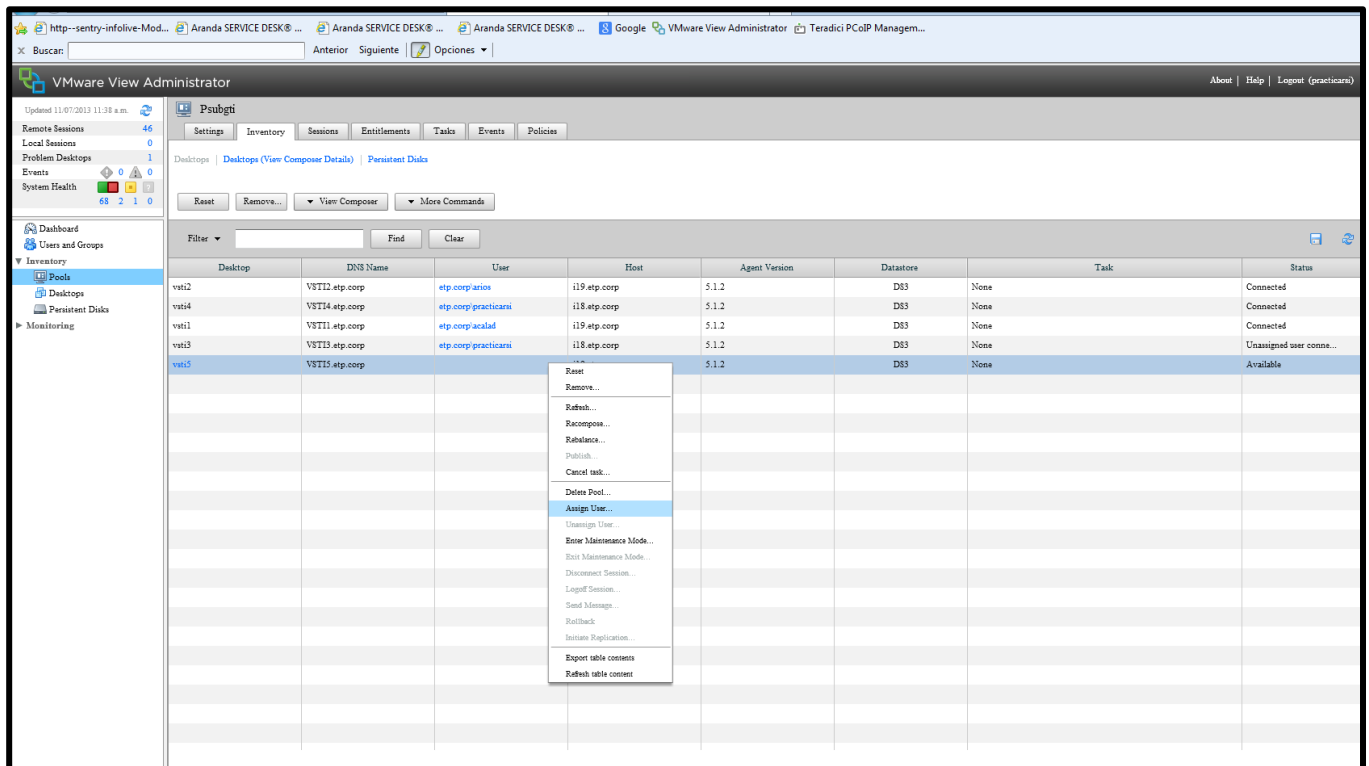 http--sentry-infolive-Mod... Aranda SERVICE DESK® ... Aranda SERVICE DESK® ... Aranda SERVICE DESK® ... Google VMware View Administrator Teradici PCoIP Managem...
x Buscar: Anterior Siguiente Opciones
VMware View Administrator About | Help | Logout (practicarsi)
Updated 11/07/2013 11:38 a.m.
Remote Sessions 46
Local Sessions 0
Problem Desktops 1
Events 0 0
System Health
68 2 1 0
Dashboard
Users and Groups
Inventory
Pools
Desktops
Persistent Disks
Monitoring
Psubgti
Settings Inventory Sessions Entitlements Tasks Events Policies
Desktops | Desktops (View Composer Details) | Persistent Disks
Reset Remove... View Composer More Commands
Filter Find Clear
Desktop DNS Name User Host Agent Version Datastore Task Status
vsti2 VSTI2.etp.corp etp.corp\arios i19.etp.corp 5.1.2 D83 None Connected
vsti4 VSTI4.etp.corp etp.corp\practicarsi i18.etp.corp 5.1.2 D83 None Connected
vsti1 VSTI1.etp.corp etp.corp\acalad i19.etp.corp 5.1.2 D83 None Connected
vsti3 VSTI3.etp.corp etp.corp\practicarsi i18.etp.corp 5.1.2 D83 None Unassigned user conne...
vsti5 VSTI5.etp.corp 5.1.2 D83 None Available
Reset
Remove...
Refresh...
Recompose...
Rebalance...
Publish...
Cancel task...
Delete Pool...
Assign User...
Unassign User...
Enter Maintenance Mode...
Exit Maintenance Mode...
Disconnect Session...
Logoff Session...
Send Message...
Rollback
Initiate Replication...
Export table contents
Refresh table content